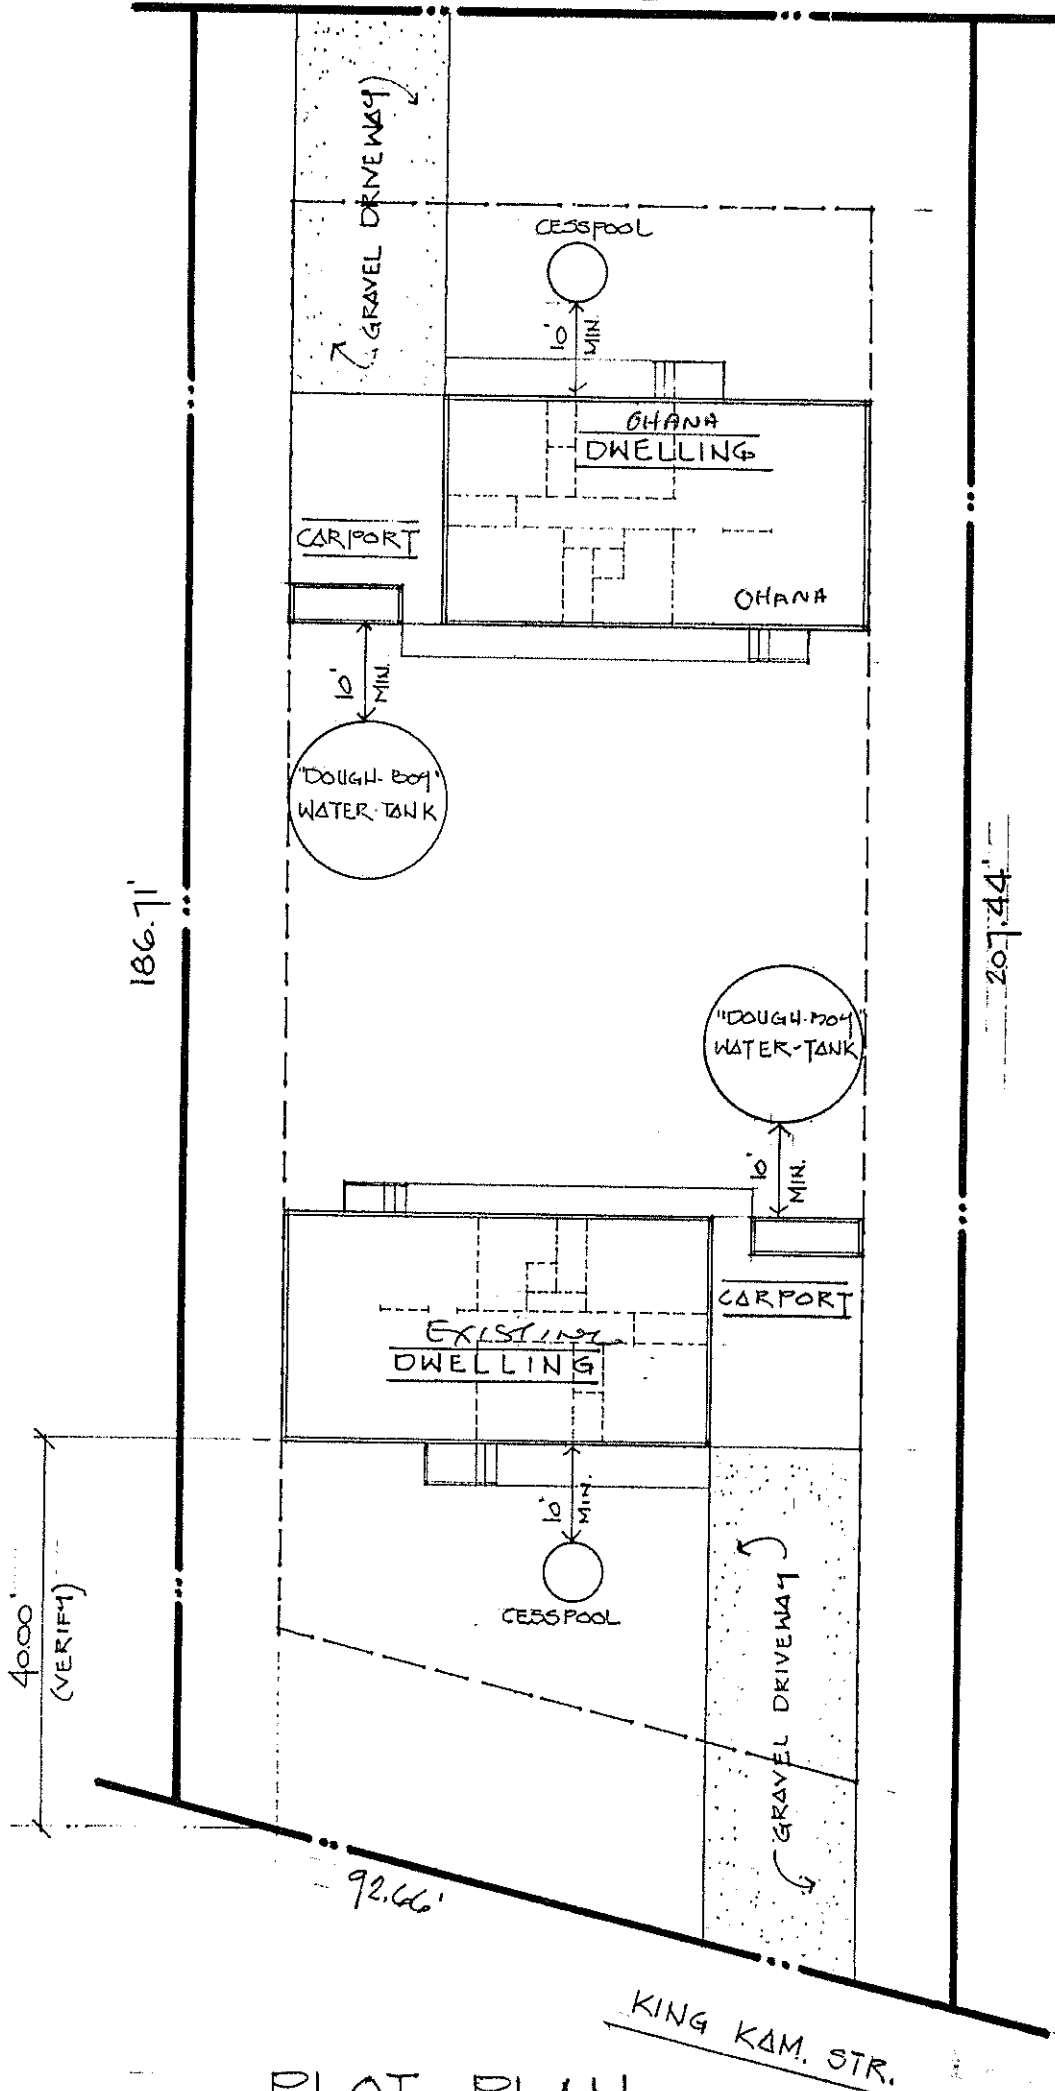 GRAVEL DRIVEWAY
CESSPOOL
10'
MIN.
OHANA
DWELLING
CARPORT
OHANA
10'
MIN.
"DOUGH-BOY"
WATER-TANK
186.71'
207.44'
"DOUGH-BOY"
WATER-TANK
10'
MIN.
CARPORT
EXISTING
DWELLING
10'
MIN.
CESSPOOL
40.00'
(VERIFY)
GRAVEL DRIVEWAY
92.66'
KING KAM. STR.
PLOT PLAN